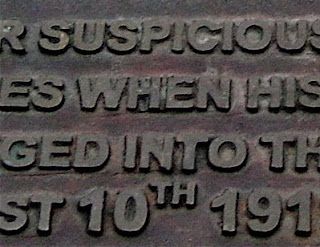 R SUSPICIOUS
ES WHEN HIS
GED INTO TH
ST 10TH 191